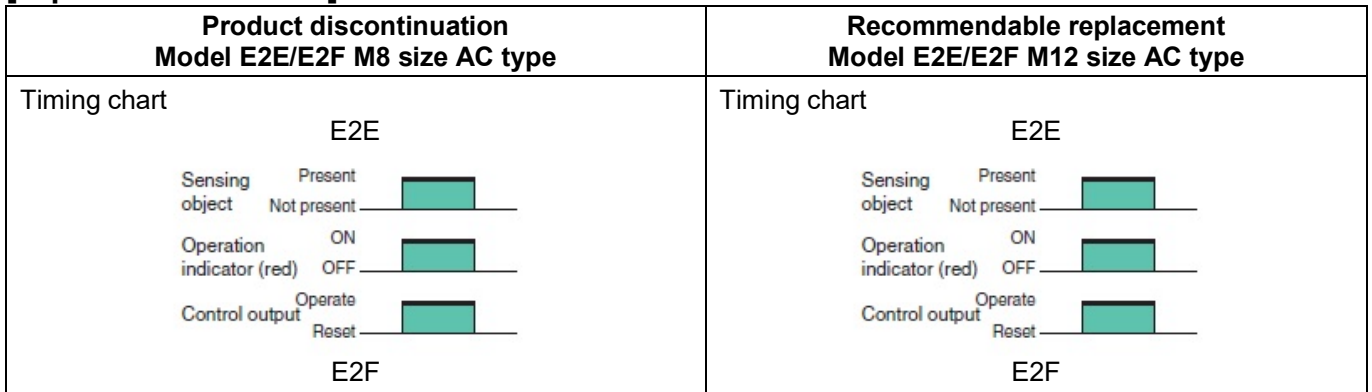 Product discontinuation
Model E2E/E2F M8 size AC type
Timing chart
E2E
Sensing object
Present
Not present
Operation indicator (red)
ON
OFF
Control output
Operate
Reset
E2F
Recommendable replacement
Model E2E/E2F M12 size AC type
Timing chart
E2E
Sensing object
Present
Not present
Operation indicator (red)
ON
OFF
Control output
Operate
Reset
E2F